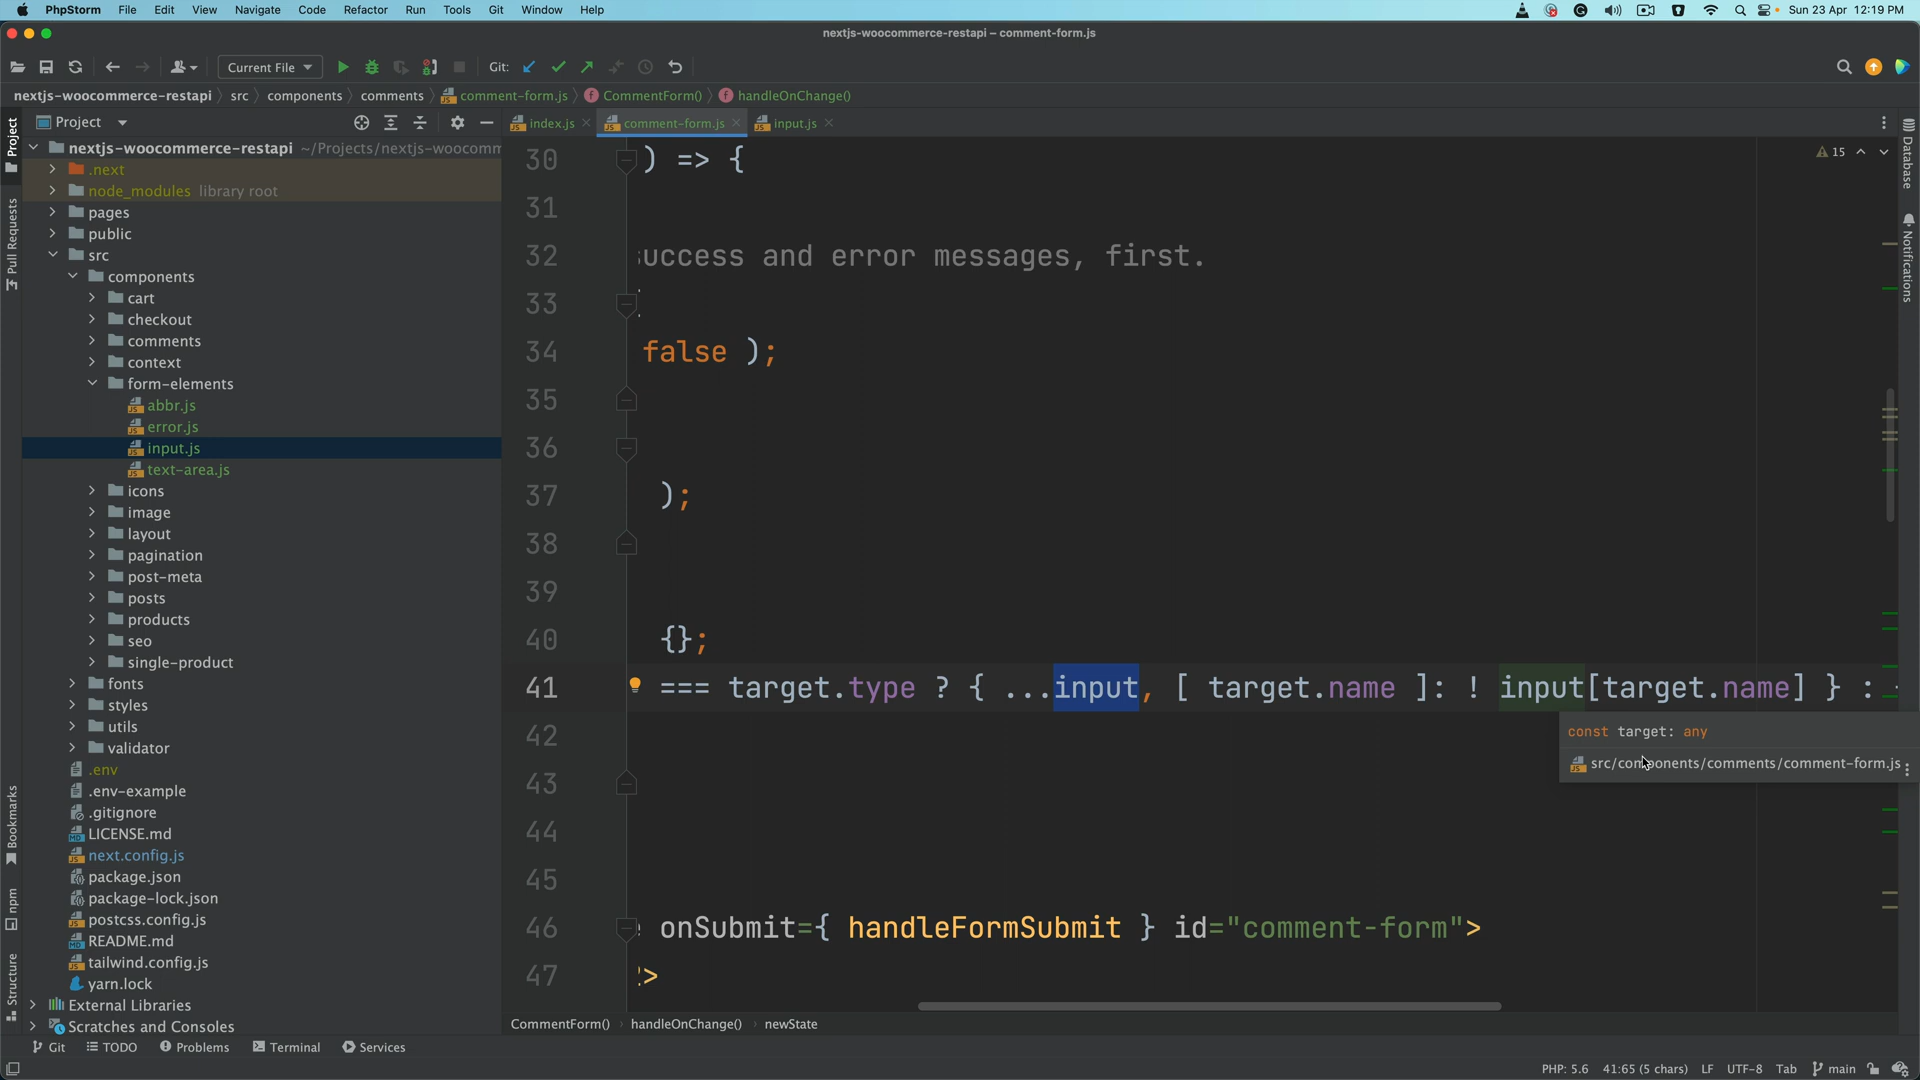 PhpStorm File Edit View Navigate Code Refactor Run Tools Git Window Help Sun 23 Apr 12:19 PM
nextjs-woocommerce-restapi – comment-form.js
Current File Git:
nextjs-woocommerce-restapi src components comments comment-form.js CommentForm() handleOnChange()
Project
index.js comment-form.js input.js
nextjs-woocommerce-restapi ~/Projects/nextjs-woocomm
.next
node_modules library root
pages
public
src
components
cart
checkout
comments
context
form-elements
abbr.js
error.js
input.js
text-area.js
icons
image
layout
pagination
post-meta
posts
products
seo
single-product
fonts
styles
utils
validator
.env
.env-example
.gitignore
LICENSE.md
next.config.js
package.json
package-lock.json
postcss.config.js
README.md
tailwind.config.js
yarn.lock
External Libraries
Scratches and Consoles
Project
Pull Requests
Bookmarks
npm
Structure
15
30 ) => {
31
32 success and error messages, first.
33
34 false );
35
36
37 );
38
39
40 {};
41 === target.type ? { ...input, [ target.name ]: ! input[target.name] } :
42
43
44
45
46 onSubmit={ handleFormSubmit } id="comment-form">
47 >
const target: any
src/components/comments/comment-form.js
Database
Notifications
CommentForm() handleOnChange() newState
Git TODO Problems Terminal Services
PHP: 5.6 41:65 (5 chars) LF UTF-8 Tab main